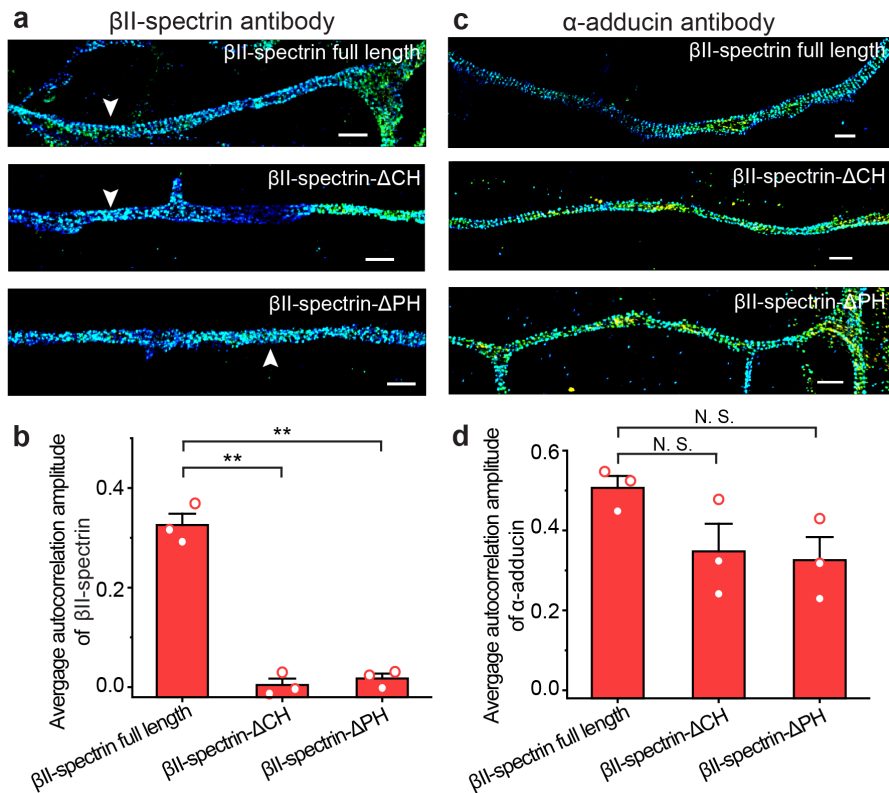 a
βII-spectrin antibody
βII-spectrin full length
βII-spectrin-ΔCH
βII-spectrin-ΔPH
b
Avergage autocorrelation amplitude
of βII-spectrin
0.4
0.2
0.0
**
**
βII-spectrin full length
βII-spectrin-ΔCH
βII-spectrin-ΔPH
c
α-adducin antibody
βII-spectrin full length
βII-spectrin-ΔCH
βII-spectrin-ΔPH
d
Avergage autocorrelation amplitude
of α-adducin
0.6
0.4
0.2
0.0
N. S.
N. S.
βII-spectrin full length
βII-spectrin-ΔCH
βII-spectrin-ΔPH